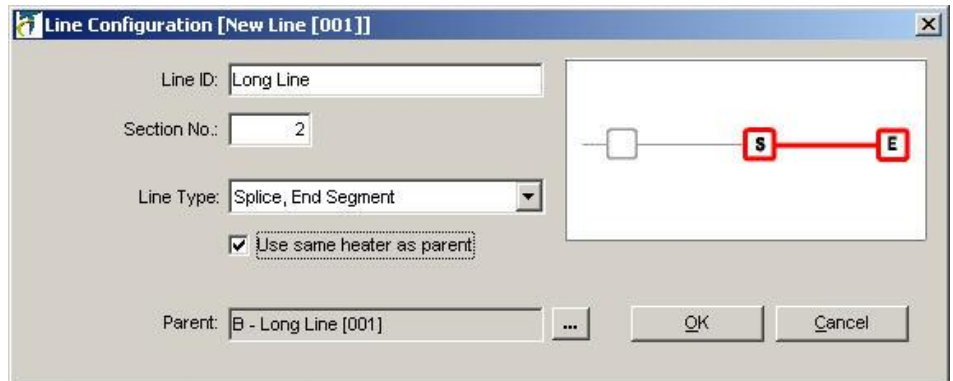 Line Configuration [New Line [001]]
Line ID: Long Line
Section No.: 2
S E
Line Type: Splice, End Segment
Use same heater as parent
Parent: B - Long Line [001] ... OK Cancel